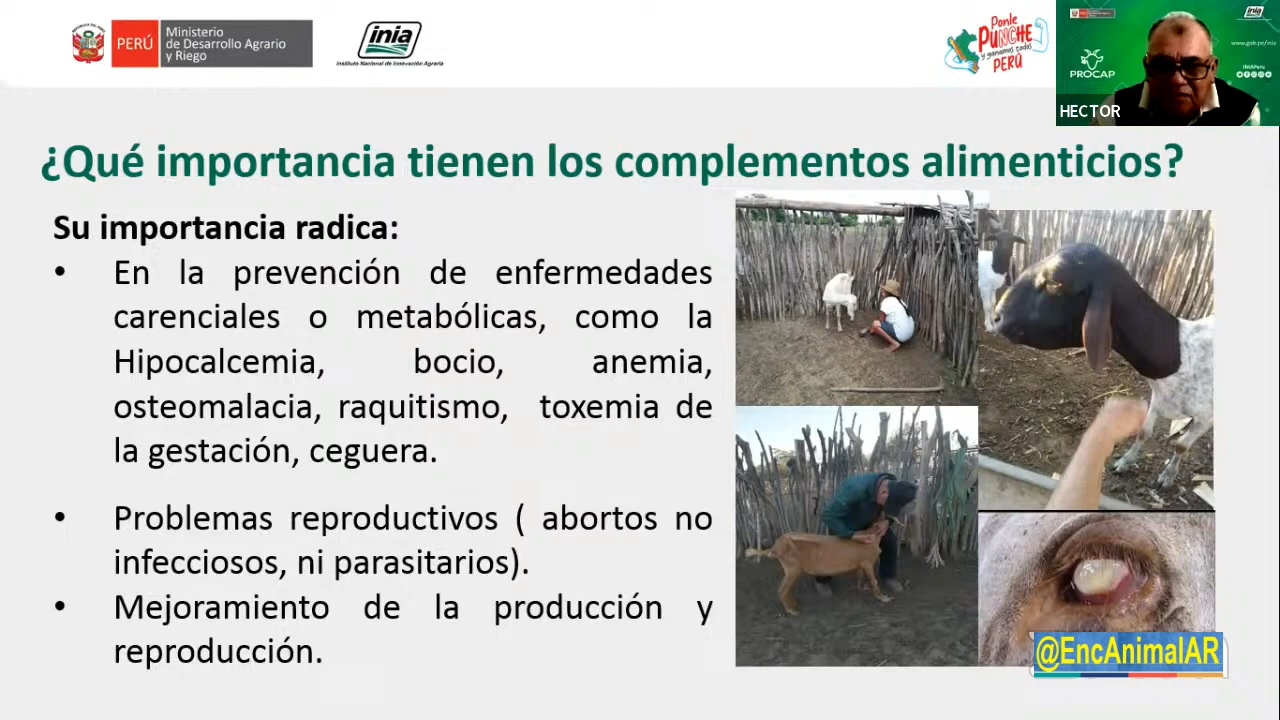 PERÚ
Ministerio
de Desarrollo Agrario
y Riego
inia
Instituto Nacional de Innovación Agraria
Ponle
PUNCHE
y ganamos todos
PERÚ
inia
www.gob.pe/inia
PROCAP
HECTOR
¿Qué importancia tienen los complementos alimenticios?
Su importancia radica:
• En la prevención de enfermedades
carenciales o metabólicas, como la
Hipocalcemia, bocio, anemia,
osteomalacia, raquitismo, toxemia de
la gestación, ceguera.
• Problemas reproductivos ( abortos no
infecciosos, ni parasitarios).
• Mejoramiento de la producción y
reproducción.
@EncAnimalAR